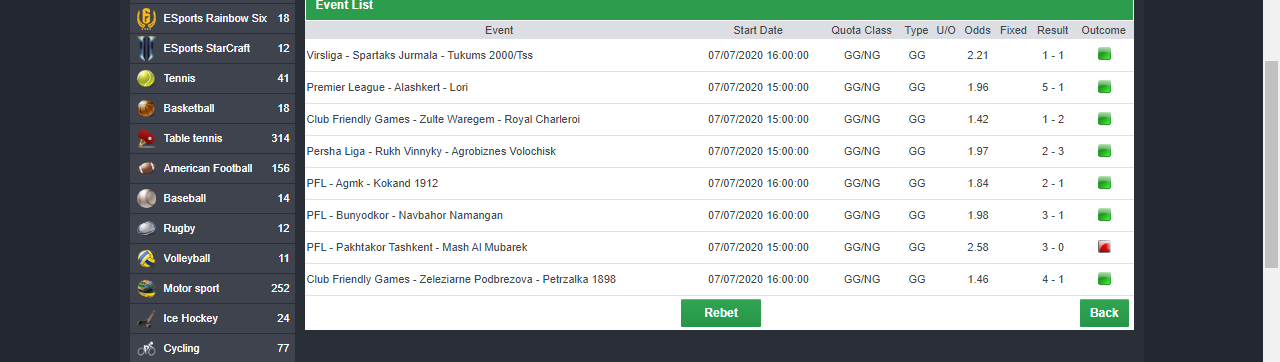 ESports Rainbow Six 18
ESports StarCraft 12
Tennis 41
Basketball 18
Table tennis 314
American Football 156
Baseball 14
Rugby 12
Volleyball 11
Motor sport 252
Ice Hockey 24
Cycling 77
Event List
Event Start Date Quota Class Type U/O Odds Fixed Result Outcome
Virsliga - Spartaks Jurmala - Tukums 2000/Tss 07/07/2020 16:00:00 GG/NG GG 2.21 1 - 1
Premier League - Alashkert - Lori 07/07/2020 15:00:00 GG/NG GG 1.96 5 - 1
Club Friendly Games - Zulte Waregem - Royal Charleroi 07/07/2020 15:00:00 GG/NG GG 1.42 1 - 2
Persha Liga - Rukh Vinnyky - Agrobiznes Volochisk 07/07/2020 15:00:00 GG/NG GG 1.97 2 - 3
PFL - Agmk - Kokand 1912 07/07/2020 16:00:00 GG/NG GG 1.84 2 - 1
PFL - Bunyodkor - Navbahor Namangan 07/07/2020 16:00:00 GG/NG GG 1.98 3 - 1
PFL - Pakhtakor Tashkent - Mash Al Mubarek 07/07/2020 15:00:00 GG/NG GG 2.58 3 - 0
Club Friendly Games - Zeleziarne Podbrezova - Petrzalka 1898 07/07/2020 16:00:00 GG/NG GG 1.46 4 - 1
Rebet Back